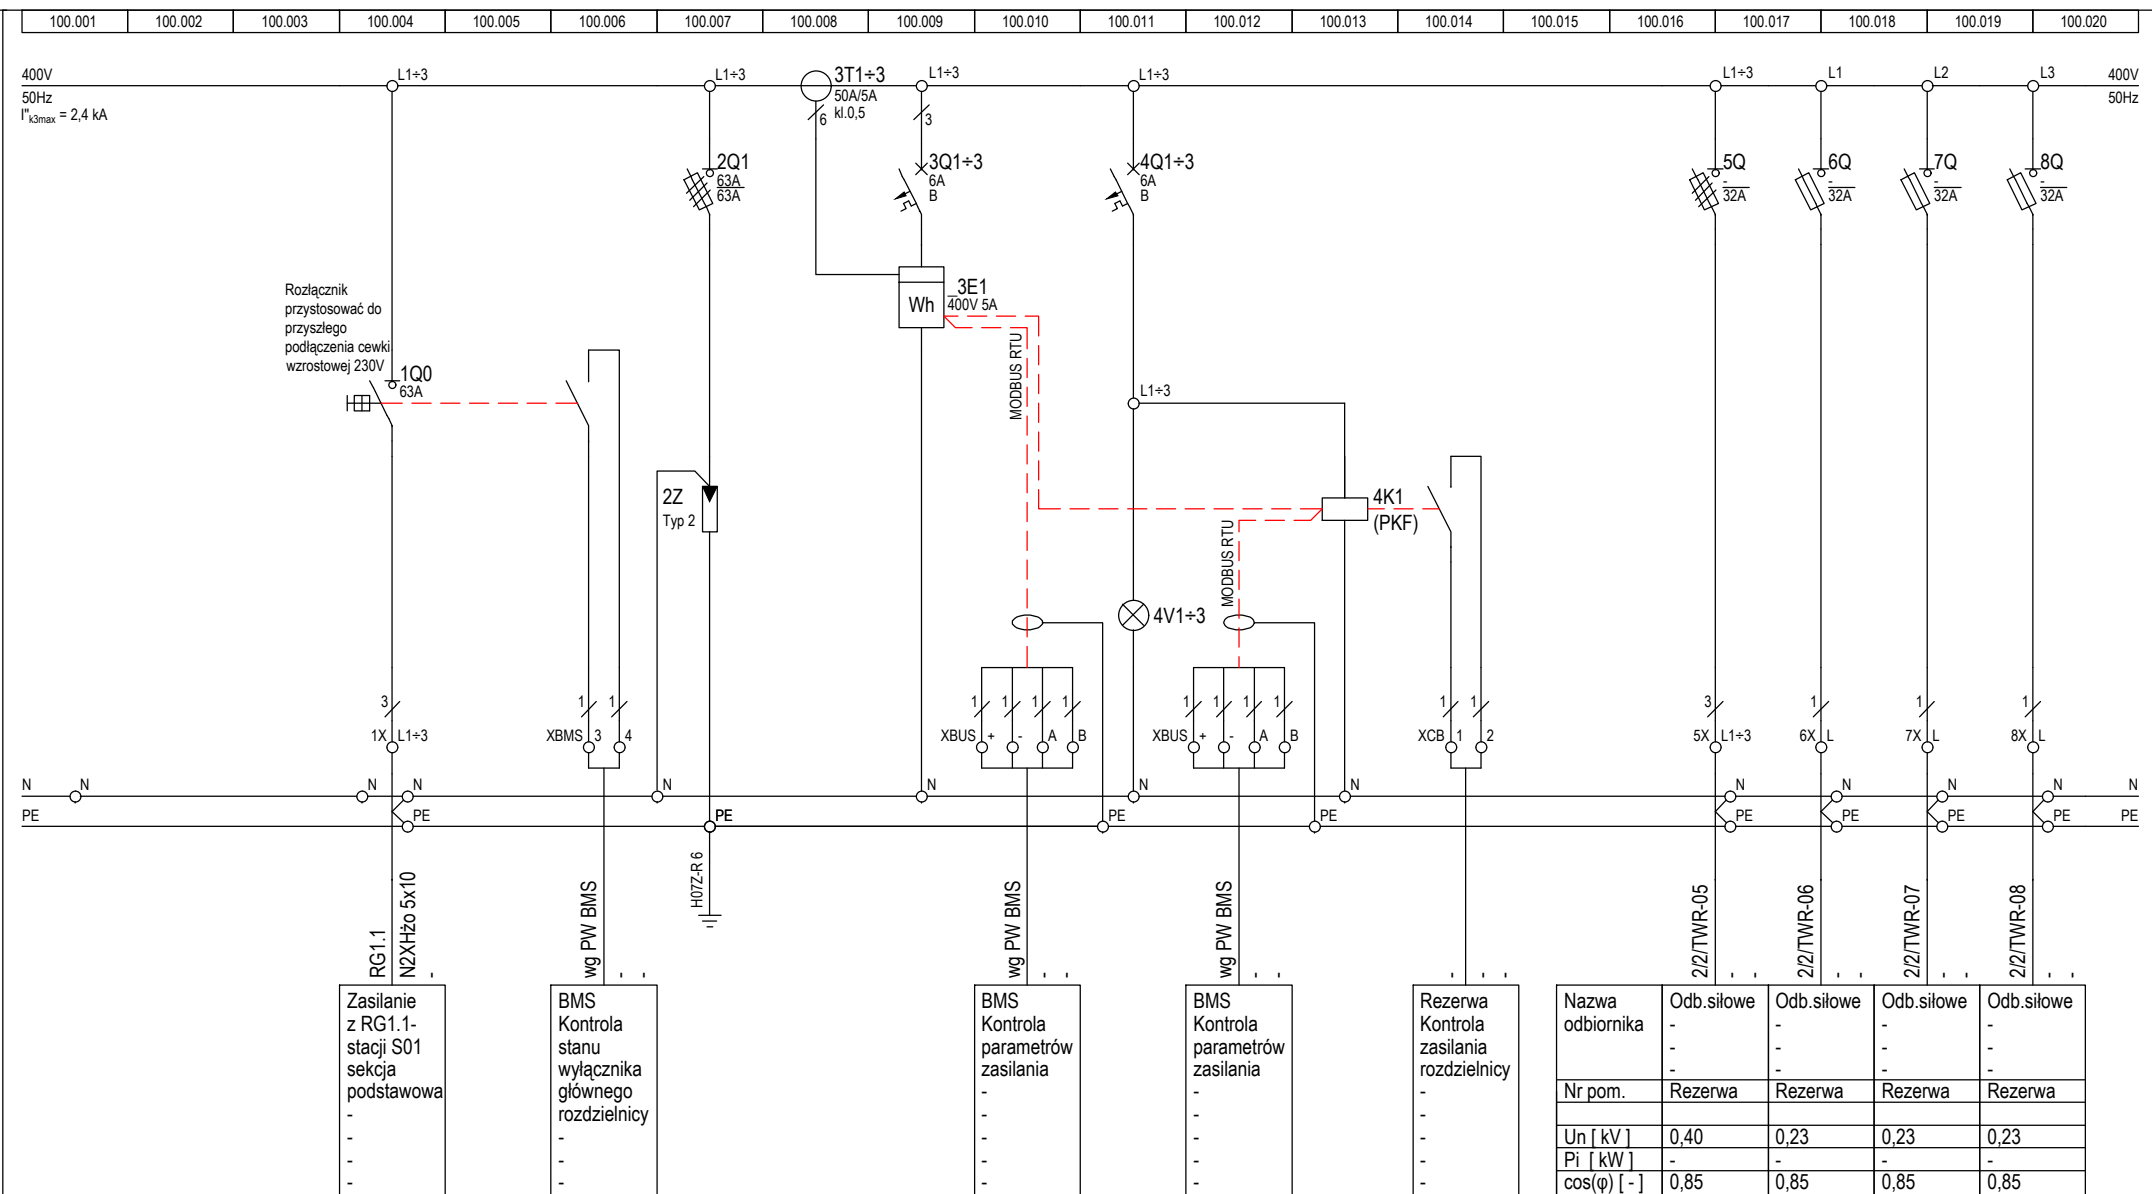 100.001 100.002 100.003 100.004 100.005 100.006 100.007 100.008 100.009 100.010 100.011 100.012 100.013 100.014 100.015 100.016 100.017 100.018 100.019 100.020
400V
50Hz
I"k3max = 2,4 kA
L1÷3
L1÷3
3T1÷3
50A/5A
kl.0,5
6
L1÷3
3
L1÷3
L1÷3
L1
L2
L3
400V
50Hz
2Q1
63A
63A
3Q1÷3
6A
B
4Q1÷3
6A
B
5Q
-
32A
6Q
-
32A
7Q
-
32A
8Q
-
32A
Rozłącznik
przystosować do
przyszłego
podłączenia cewki
wzrostowej 230V
1Q0
63A
Wh
3E1
400V 5A
MODBUS RTU
L1÷3
2Z
Typ 2
4K1
(PKF)
MODBUS RTU
4V1÷3
3
1 1
1 1 1 1
1 1 1 1
1 1
3
1
1
1
1X L1÷3
XBMS 3 4
XBUS + - A B
XBUS + - A B
XCB 1 2
5X L1÷3
6X L
7X L
8X L
N N N N N N N N N N N N N
PE PE PE PE PE PE PE PE PE
RG1.1
N2XHżo 5x10
-
wg PW BMS
- -
H07Z-R 6
wg PW BMS
- -
wg PW BMS
- -
- - -
2/2/TWR-05
- -
2/2/TWR-06
- -
2/2/TWR-07
- -
2/2/TWR-08
- -
Zasilanie
z RG1.1-
stacji S01
sekcja
podstawowa
-
-
-
-
BMS
Kontrola
stanu
wyłącznika
głównego
rozdzielnicy
-
-
-
BMS
Kontrola
parametrów
zasilania
-
-
-
-
-
BMS
Kontrola
parametrów
zasilania
-
-
-
-
-
Rezerwa
Kontrola
zasilania
rozdzielnicy
-
-
-
-
-
Nazwa Odb.siłowe Odb.siłowe Odb.siłowe Odb.siłowe
odbiornika - - - -
- - - -
- - - -
Nr pom. Rezerwa Rezerwa Rezerwa Rezerwa
Un [ kV ] 0,40 0,23 0,23 0,23
Pi [ kW ] - - - -
cos(φ) [ - ] 0,85 0,85 0,85 0,85